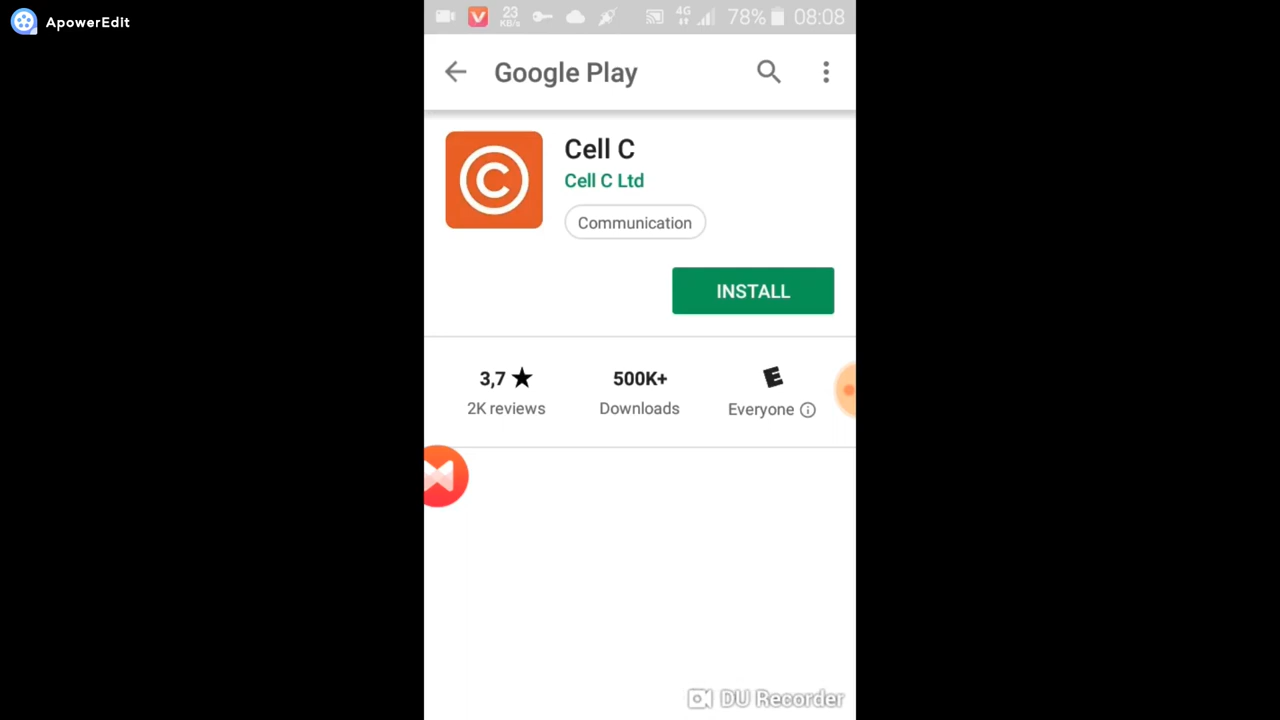 ApowerEdit
23 KB/s 4G 78% 08:08
Google Play
C
Cell C
Cell C Ltd
Communication
INSTALL
3,7 ★ 500K+ E
2K reviews Downloads Everyone
DU Recorder